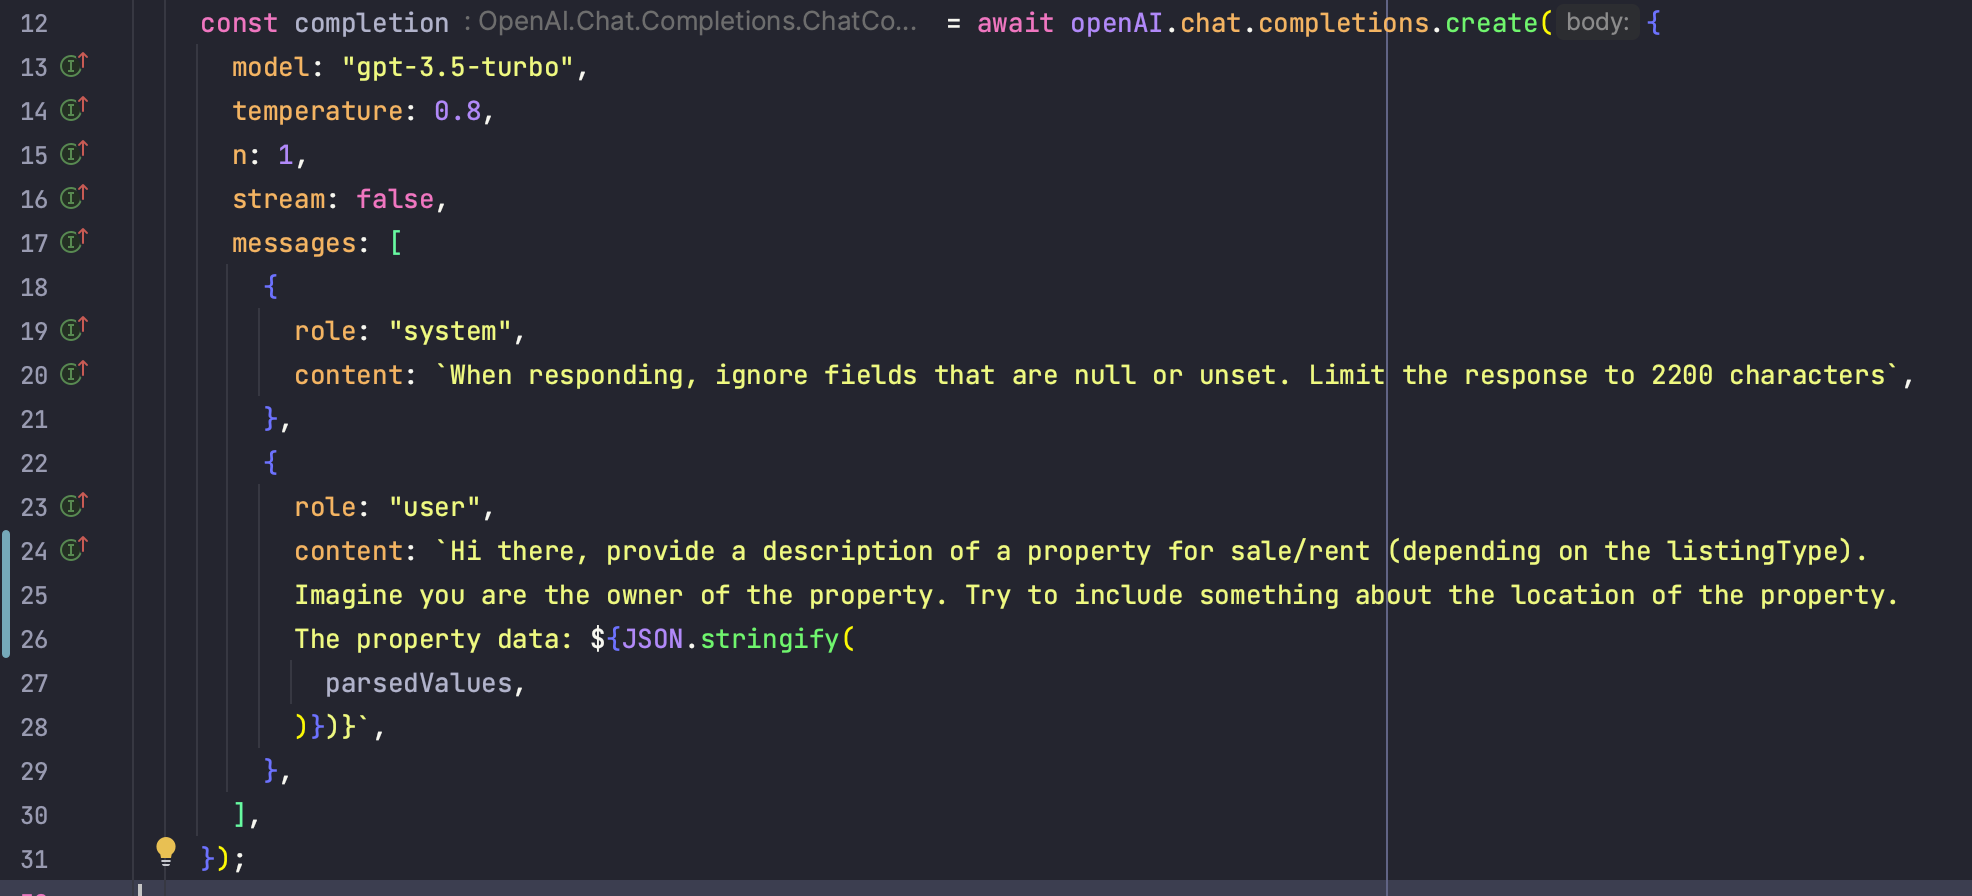 12 const completion : OpenAI.Chat.Completions.ChatCo... = await openAI.chat.completions.create( body: {
13 model: "gpt-3.5-turbo",
14 temperature: 0.8,
15 n: 1,
16 stream: false,
17 messages: [
18 {
19 role: "system",
20 content: `When responding, ignore fields that are null or unset. Limit the response to 2200 characters`,
21 },
22 {
23 role: "user",
24 content: `Hi there, provide a description of a property for sale/rent (depending on the listingType).
25 Imagine you are the owner of the property. Try to include something about the location of the property.
26 The property data: ${JSON.stringify(
27 parsedValues,
28 )})}`,
29 },
30 ],
31 });